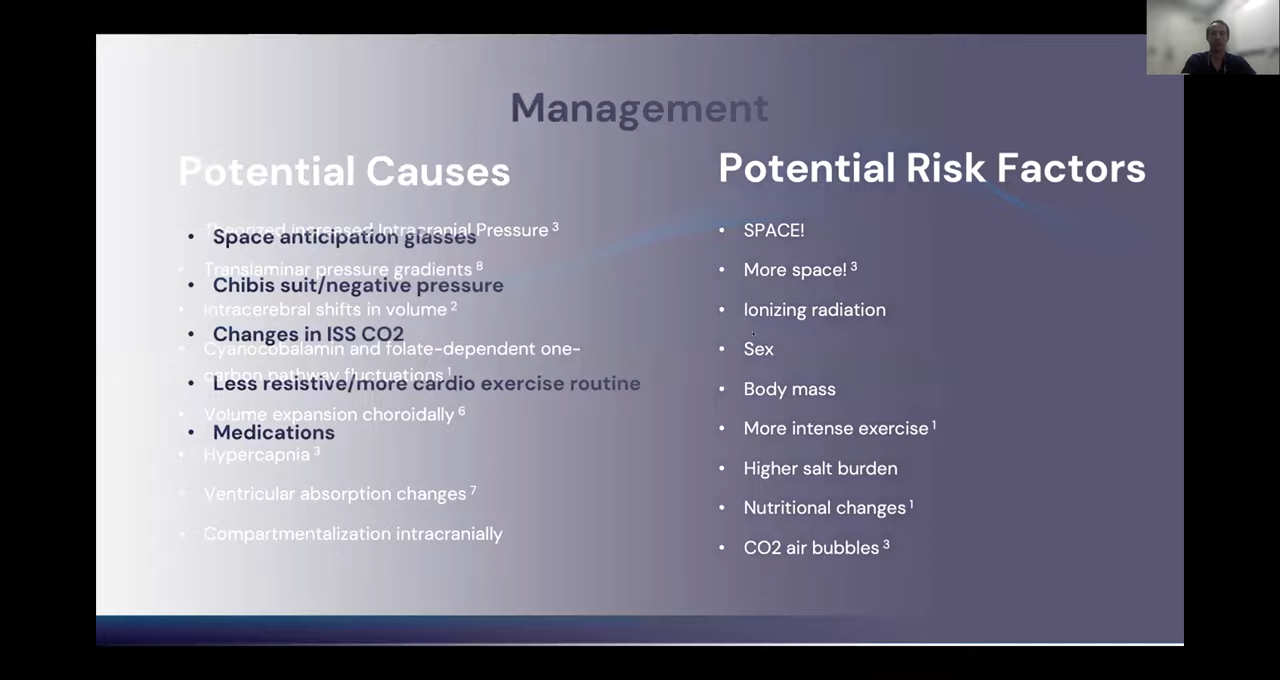 Management
Potential Causes
Theorized increased Intracranial Pressure 3
Translaminar pressure gradients 8
Intracerebral shifts in volume 2
Cyanocobalamin and folate-dependent one-
carbon pathway fluctuations 1
Volume expansion choroidally 6
Hypercapnia 3
Ventricular absorption changes 7
Compartmentalization intracranially
Space anticipation glasses
Chibis suit/negative pressure
Changes in ISS CO2
Less resistive/more cardio exercise routine
Medications
Potential Risk Factors
SPACE!
More space! 3
Ionizing radiation
Sex
Body mass
More intense exercise 1
Higher salt burden
Nutritional changes 1
CO2 air bubbles 3